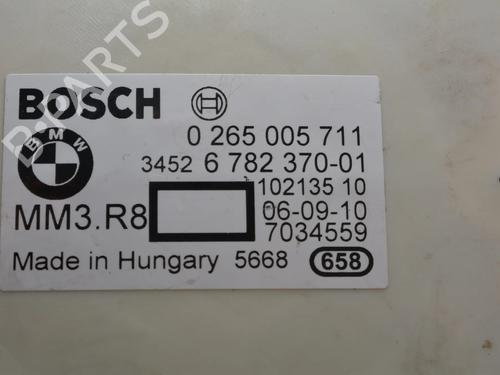 B-PARTS
BOSCH
BMW
0 265 005 711
3452 6 782 370-01
102135 10
MM3.R8
06-09-10
7034559
Made in Hungary 5668 658